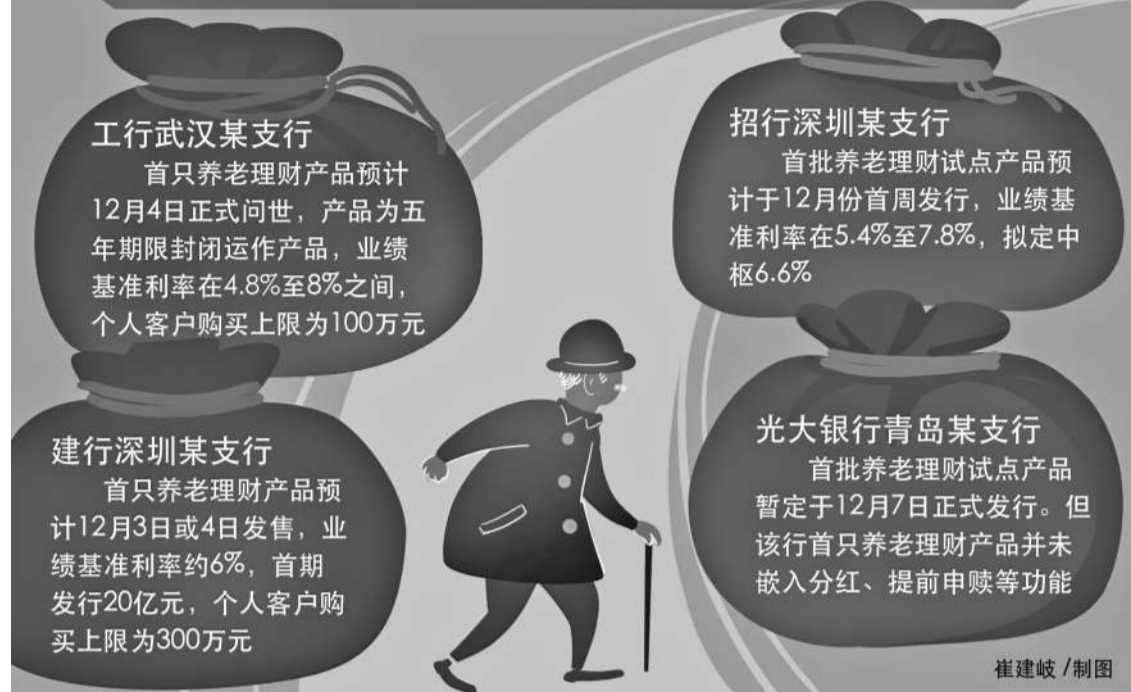 工行武汉某支行
首只养老理财产品预计
12月4日正式问世，产品为五
年期限封闭运作产品，业绩
基准利率在4.8%至8%之间，
个人客户购买上限为100万元
招行深圳某支行
首批养老理财试点产品预
计于12月份首周发行，业绩基
准利率在5.4%至7.8%，拟定中
枢6.6%
建行深圳某支行
首只养老理财产品预
计12月3日或4日发售，业
绩基准利率约6%，首期
发行20亿元，个人客户购
买上限为300万元
光大银行青岛某支行
首批养老理财试点产品
暂定于12月7日正式发行。但
该行首只养老理财产品并未
嵌入分红、提前申赎等功能
崔建岐 /制图